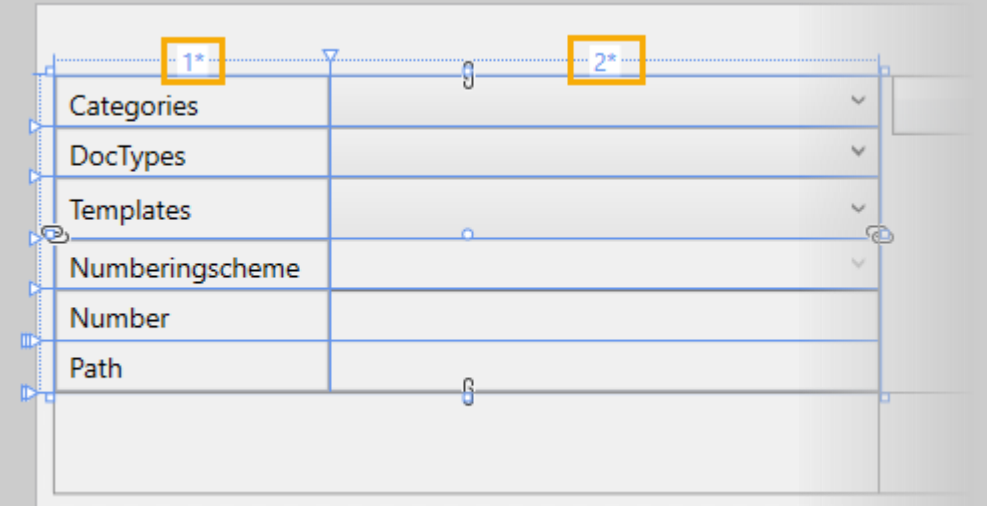 1* 2*
Categories
DocTypes
Templates
Numberingscheme
Number
Path